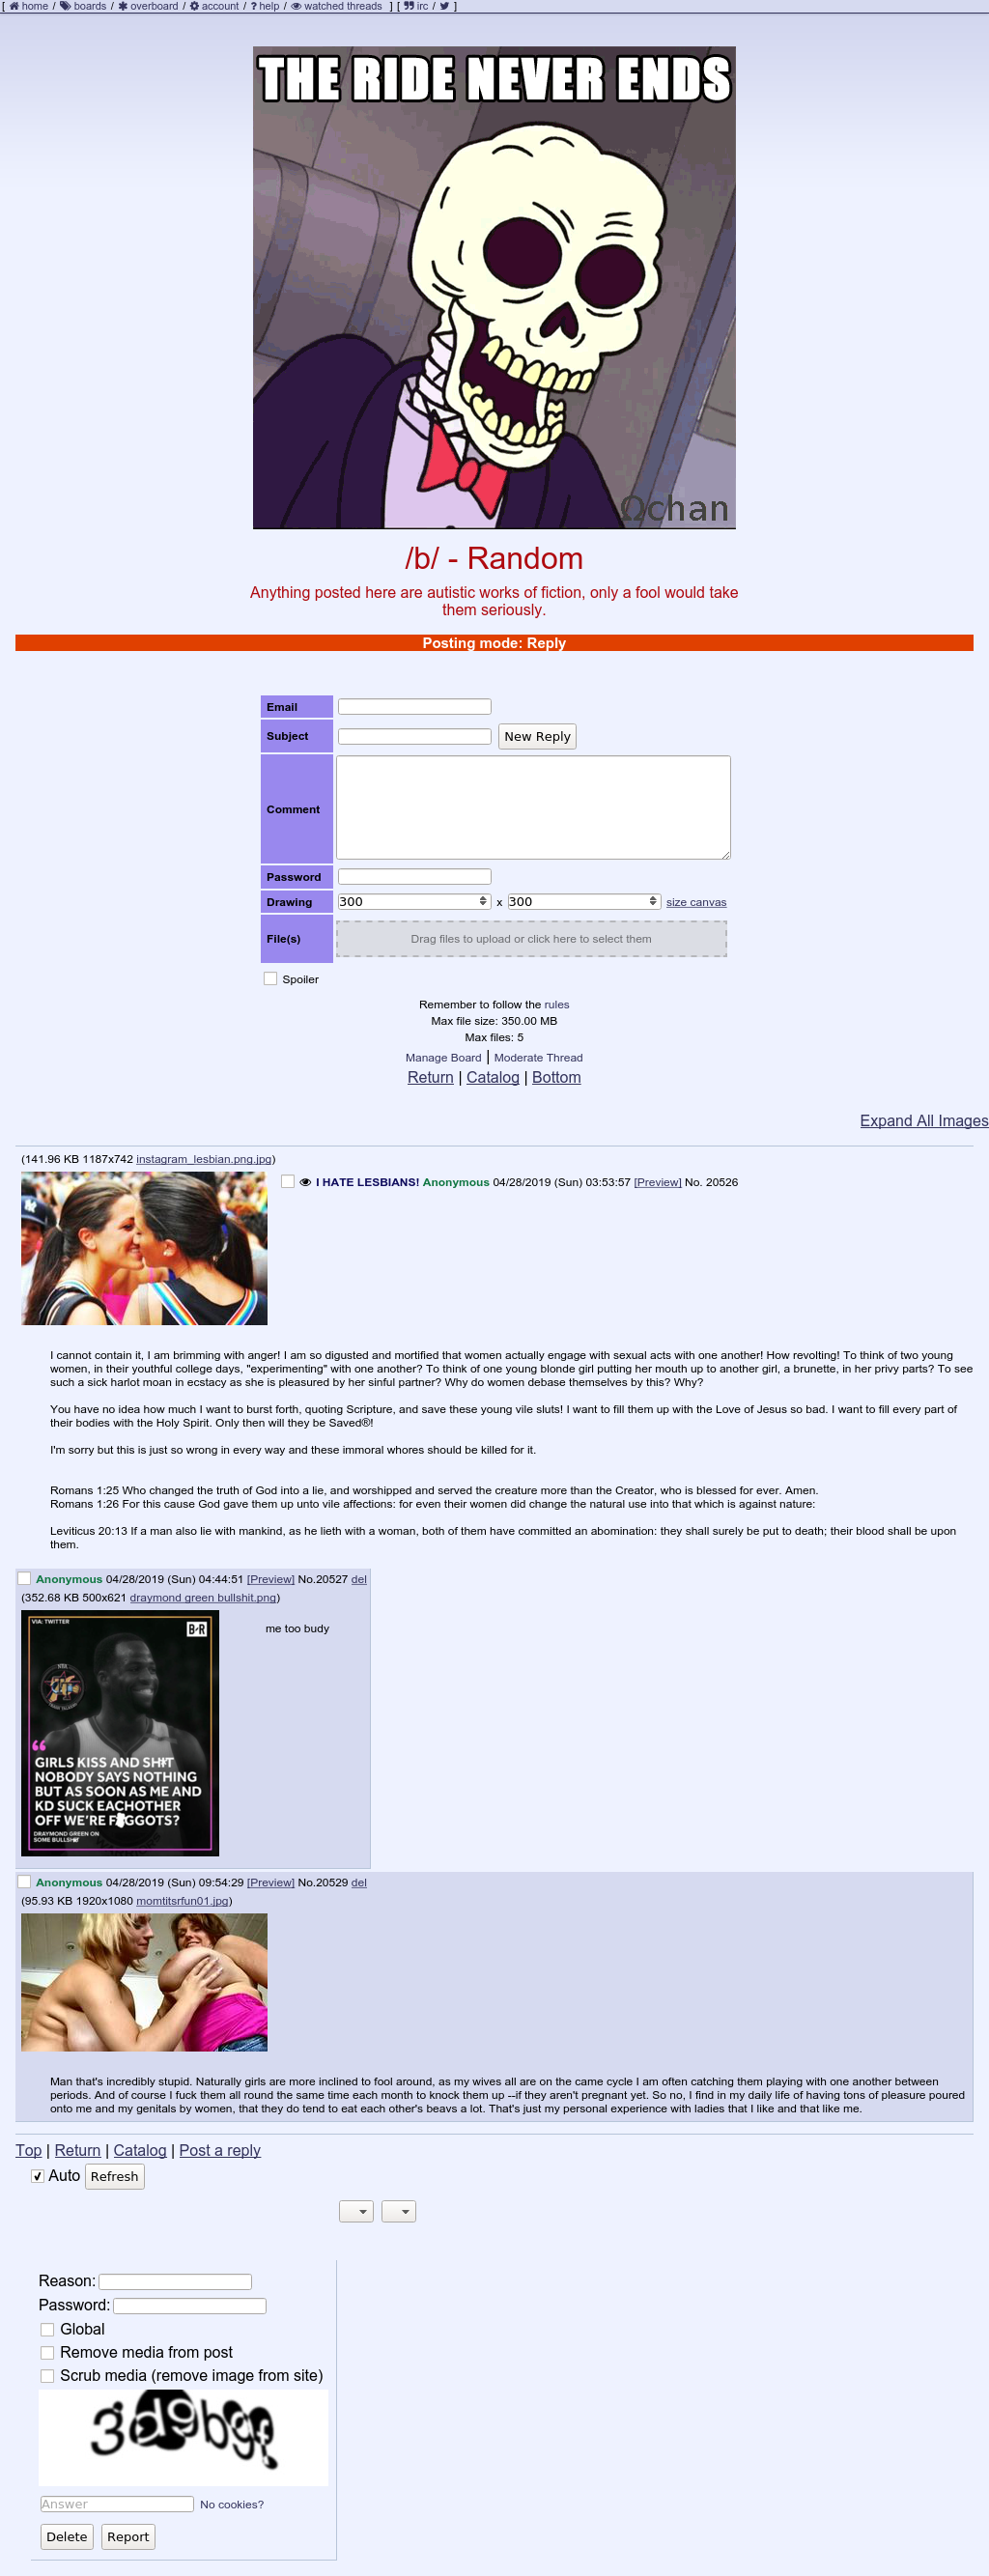 [ home / boards / overboard / account / help / watched threads ] [ irc / ]
THE RIDE NEVER ENDS
Ωchan
/b/ - Random
Anything posted here are autistic works of fiction, only a fool would take
them seriously.
Posting mode: Reply
Email
Subject New Reply
Comment
Password
Drawing 300 x 300 size canvas
File(s) Drag files to upload or click here to select them
Spoiler
Remember to follow the rules
Max file size: 350.00 MB
Max files: 5
Manage Board | Moderate Thread
Return | Catalog | Bottom
Expand All Images
(141.96 KB 1187x742 instagram_lesbian.png.jpg)
I HATE LESBIANS! Anonymous 04/28/2019 (Sun) 03:53:57 [Preview] No. 20526
I cannot contain it, I am brimming with anger! I am so digusted and mortified that women actually engage with sexual acts with one another! How revolting! To think of two young
women, in their youthful college days, "experimenting" with one another? To think of one young blonde girl putting her mouth up to another girl, a brunette, in her privy parts? To see
such a sick harlot moan in ecstacy as she is pleasured by her sinful partner? Why do women debase themselves by this? Why?
You have no idea how much I want to burst forth, quoting Scripture, and save these young vile sluts! I want to fill them up with the Love of Jesus so bad. I want to fill every part of
their bodies with the Holy Spirit. Only then will they be Saved®!
I'm sorry but this is just so wrong in every way and these immoral whores should be killed for it.
Romans 1:25 Who changed the truth of God into a lie, and worshipped and served the creature more than the Creator, who is blessed for ever. Amen.
Romans 1:26 For this cause God gave them up unto vile affections: for even their women did change the natural use into that which is against nature:
Leviticus 20:13 If a man also lie with mankind, as he lieth with a woman, both of them have committed an abomination: they shall surely be put to death; their blood shall be upon
them.
Anonymous 04/28/2019 (Sun) 04:44:51 [Preview] No.20527 del
(352.68 KB 500x621 draymond green bullshit.png)
me too budy
VIA: TWITTER
B/R
GIRLS KISS AND SH*T
NOBODY SAYS NOTHING
BUT AS SOON AS ME AND
KD SUCK EACHOTHER
OFF WE'RE F*GGOTS?
DRAYMOND GREEN ON
SOME BULLSH*T
Anonymous 04/28/2019 (Sun) 09:54:29 [Preview] No.20529 del
(95.93 KB 1920x1080 momtitsrfun01.jpg)
Man that's incredibly stupid. Naturally girls are more inclined to fool around, as my wives all are on the came cycle I am often catching them playing with one another between
periods. And of course I fuck them all round the same time each month to knock them up --if they aren't pregnant yet. So no, I find in my daily life of having tons of pleasure poured
onto me and my genitals by women, that they do tend to eat each other's beavs a lot. That's just my personal experience with ladies that I like and that like me.
Top | Return | Catalog | Post a reply
Auto Refresh
Reason:
Password:
Global
Remove media from post
Scrub media (remove image from site)
Answer No cookies?
Delete Report